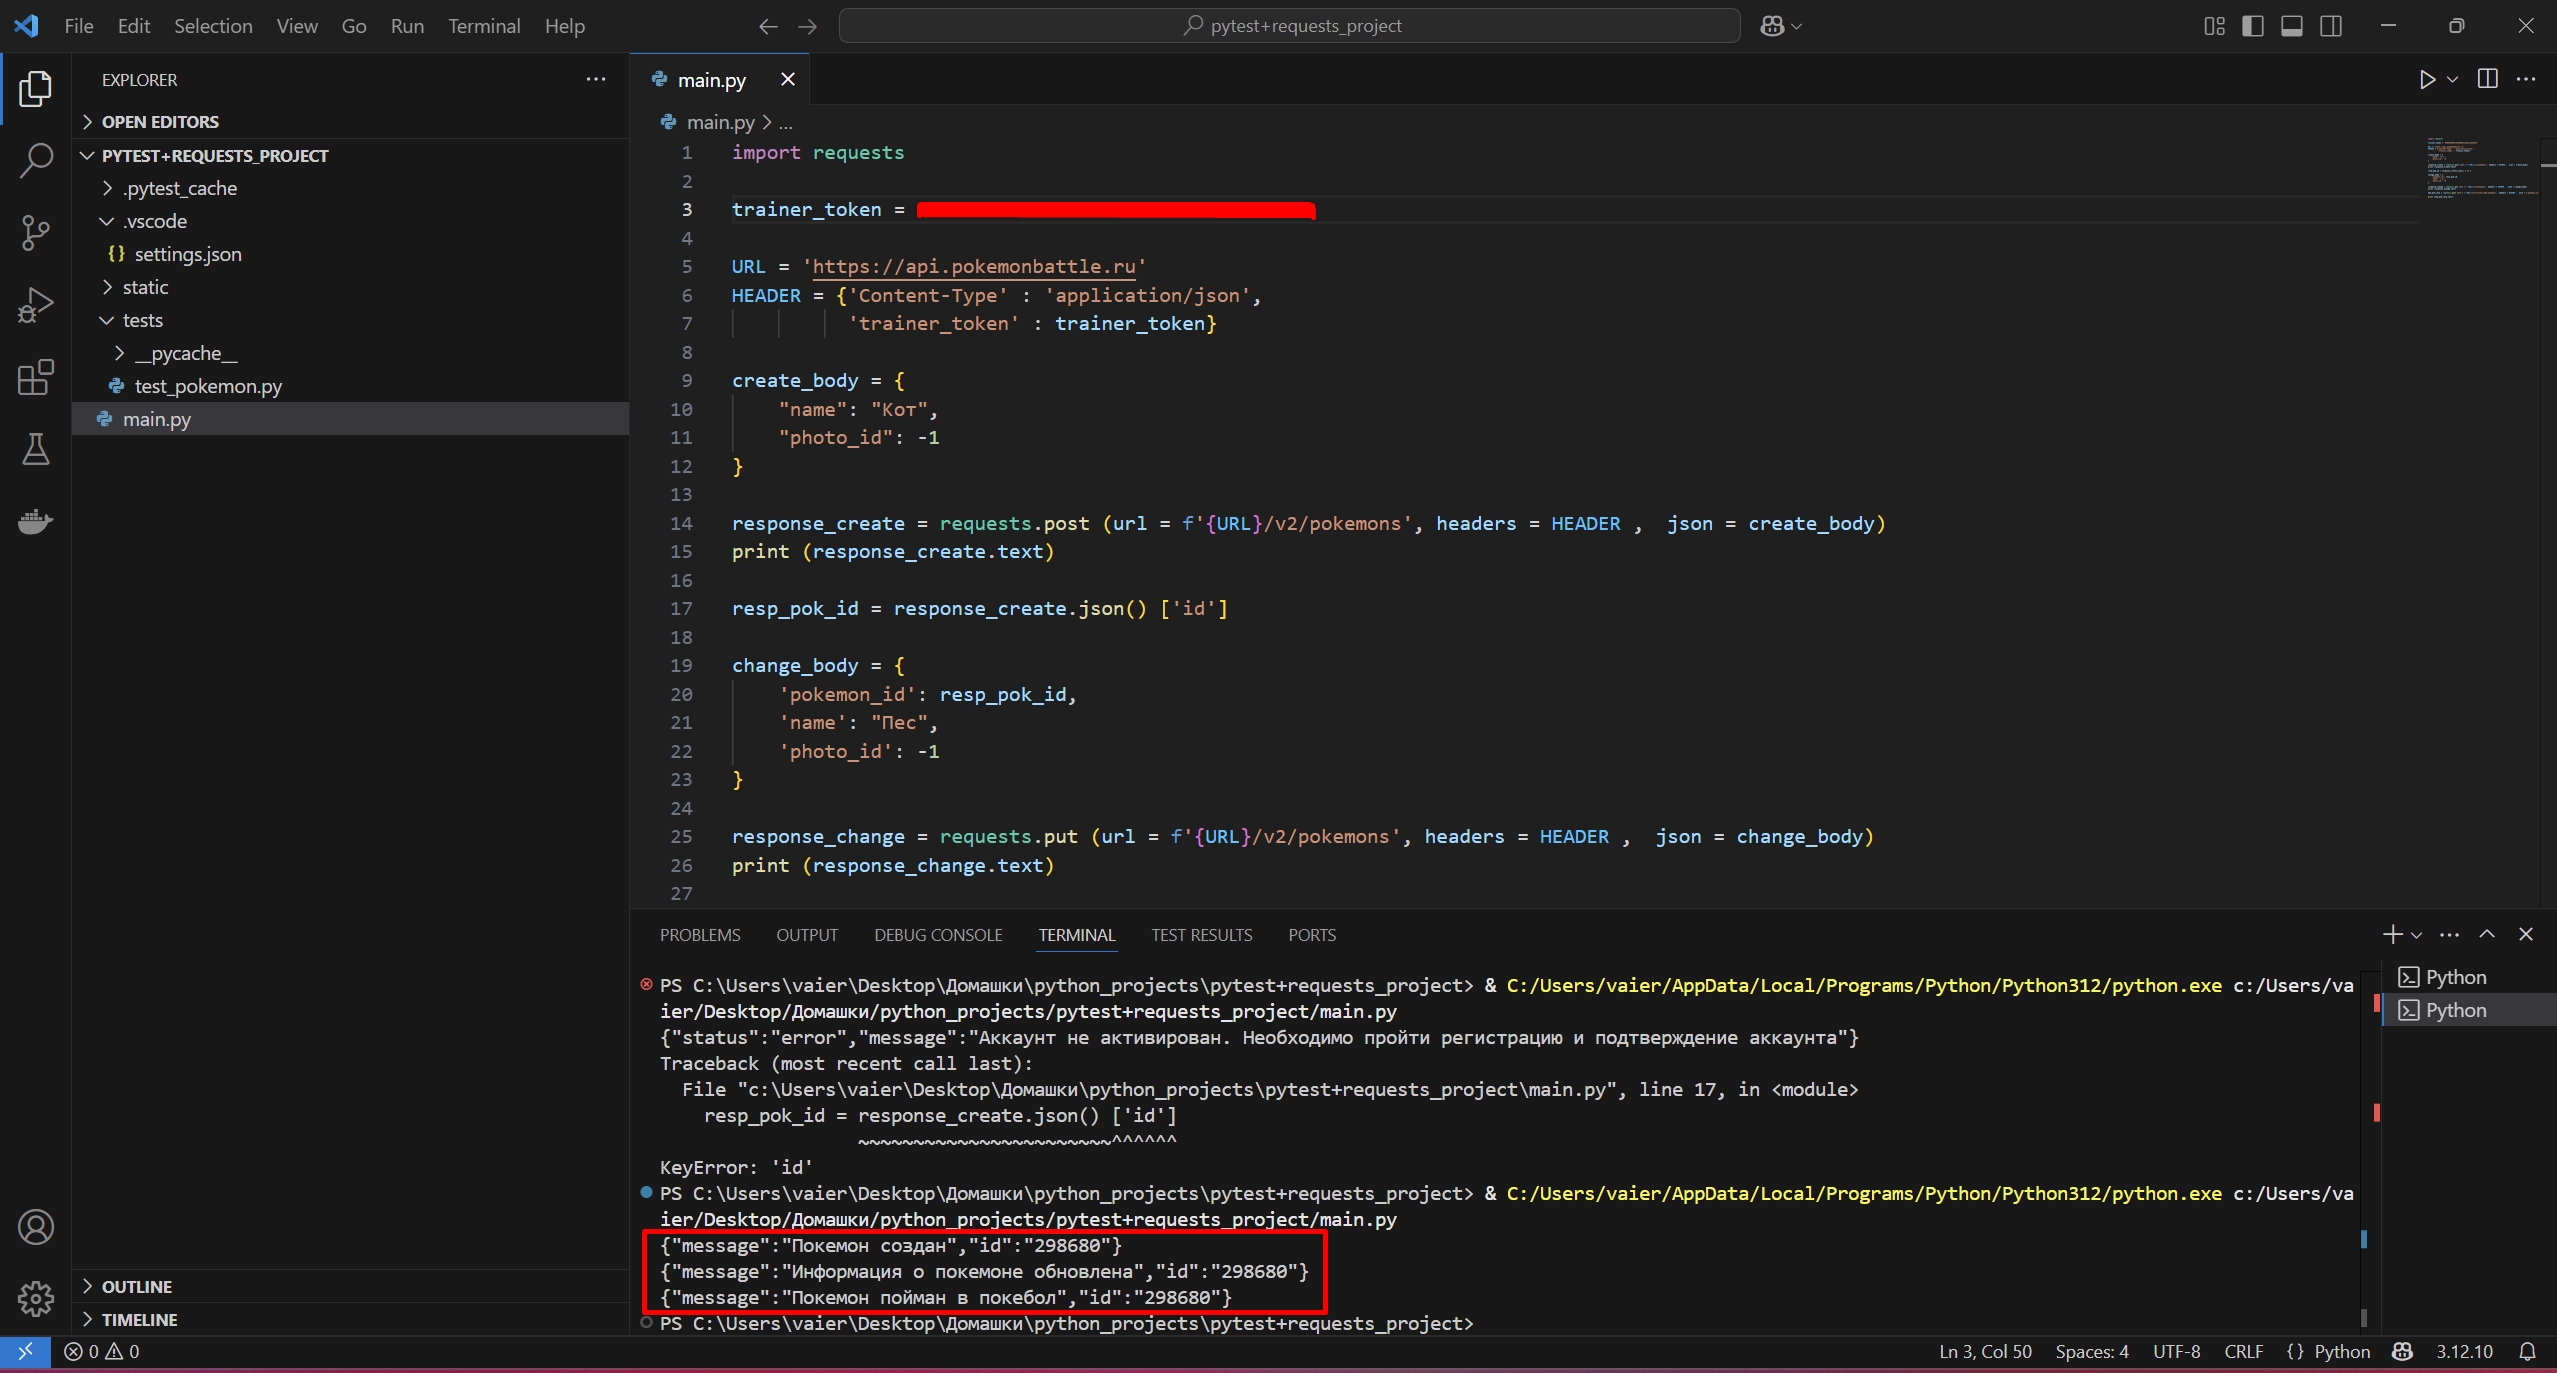 File Edit Selection View Go Run Terminal Help
pytest+requests_project
EXPLORER
OPEN EDITORS
PYTEST+REQUESTS_PROJECT
.pytest_cache
.vscode
{} settings.json
static
tests
__pycache__
test_pokemon.py
main.py
OUTLINE
TIMELINE
main.py
main.py > ...
1 import requests
2
3 trainer_token =
4
5 URL = 'https://api.pokemonbattle.ru'
6 HEADER = {'Content-Type' : 'application/json',
7 'trainer_token' : trainer_token}
8
9 create_body = {
10 "name": "Кот",
11 "photo_id": -1
12 }
13
14 response_create = requests.post (url = f'{URL}/v2/pokemons', headers = HEADER ,  json = create_body)
15 print (response_create.text)
16
17 resp_pok_id = response_create.json() ['id']
18
19 change_body = {
20 'pokemon_id': resp_pok_id,
21 'name': "Пес",
22 'photo_id': -1
23 }
24
25 response_change = requests.put (url = f'{URL}/v2/pokemons', headers = HEADER ,  json = change_body)
26 print (response_change.text)
27
PROBLEMS OUTPUT DEBUG CONSOLE TERMINAL TEST RESULTS PORTS
PS C:\Users\vaier\Desktop\Домашки\python_projects\pytest+requests_project> & C:/Users/vaier/AppData/Local/Programs/Python/Python312/python.exe c:/Users/va
ier/Desktop/Домашки/python_projects/pytest+requests_project/main.py
{"status":"error","message":"Аккаунт не активирован. Необходимо пройти регистрацию и подтверждение аккаунта"}
Traceback (most recent call last):
File "c:\Users\vaier\Desktop\Домашки\python_projects\pytest+requests_project\main.py", line 17, in <module>
resp_pok_id = response_create.json() ['id']
~~~~~~~~~~~~~~~~~~~~~~~^^^^^^
KeyError: 'id'
PS C:\Users\vaier\Desktop\Домашки\python_projects\pytest+requests_project> & C:/Users/vaier/AppData/Local/Programs/Python/Python312/python.exe c:/Users/va
ier/Desktop/Домашки/python_projects/pytest+requests_project/main.py
{"message":"Покемон создан","id":"298680"}
{"message":"Информация о покемоне обновлена","id":"298680"}
{"message":"Покемон пойман в покебол","id":"298680"}
PS C:\Users\vaier\Desktop\Домашки\python_projects\pytest+requests_project>
Python
Python
0 0
Ln 3, Col 50 Spaces: 4 UTF-8 CRLF {} Python 3.12.10